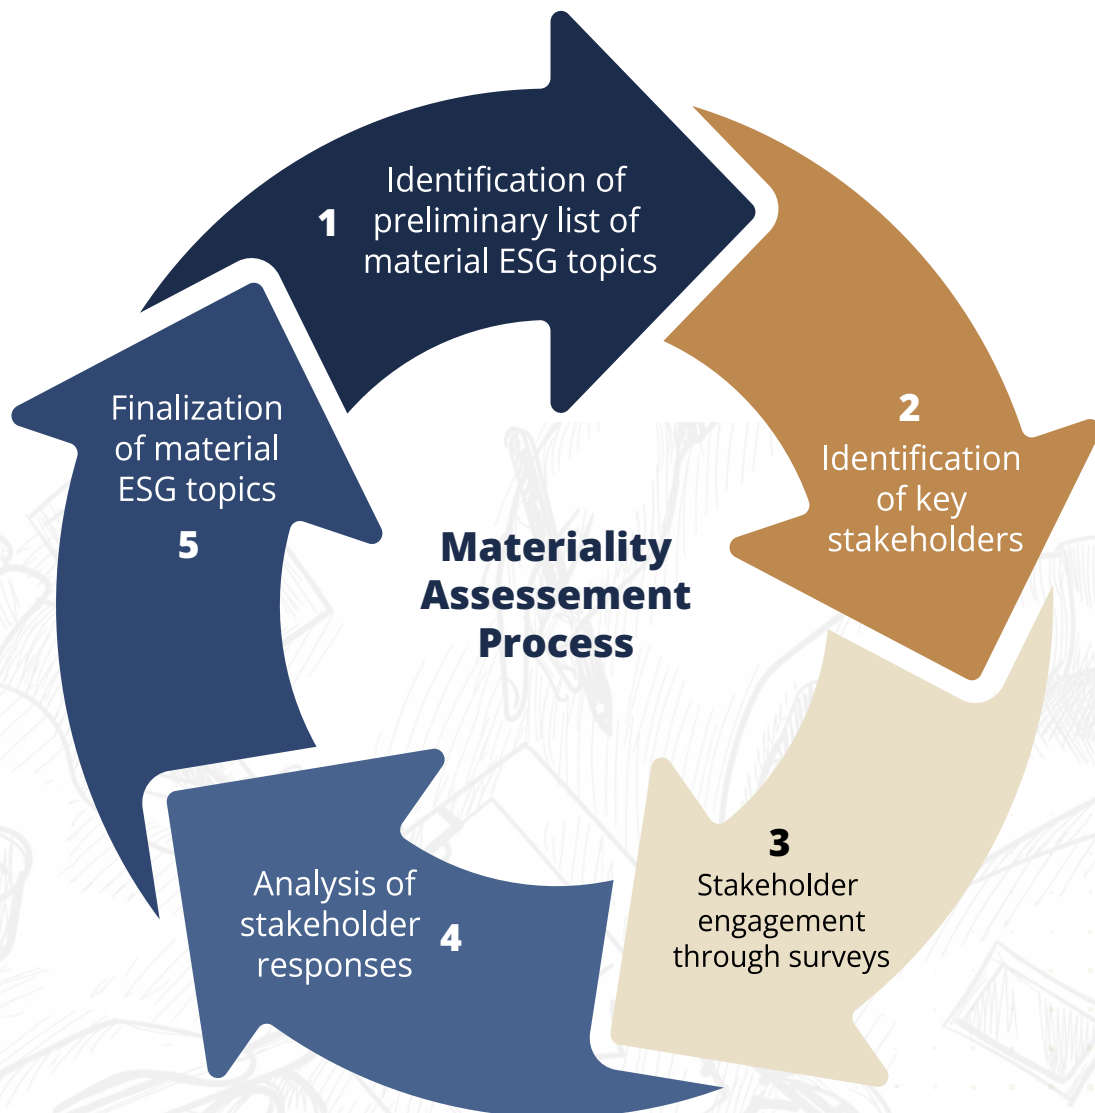 1
Identification of
preliminary list of
material ESG topics
2
Identification
of key
stakeholders
3
Stakeholder
engagement
through surveys
Analysis of
stakeholder
responses
4
Finalization
of material
ESG topics
5
Materiality
Assessement
Process